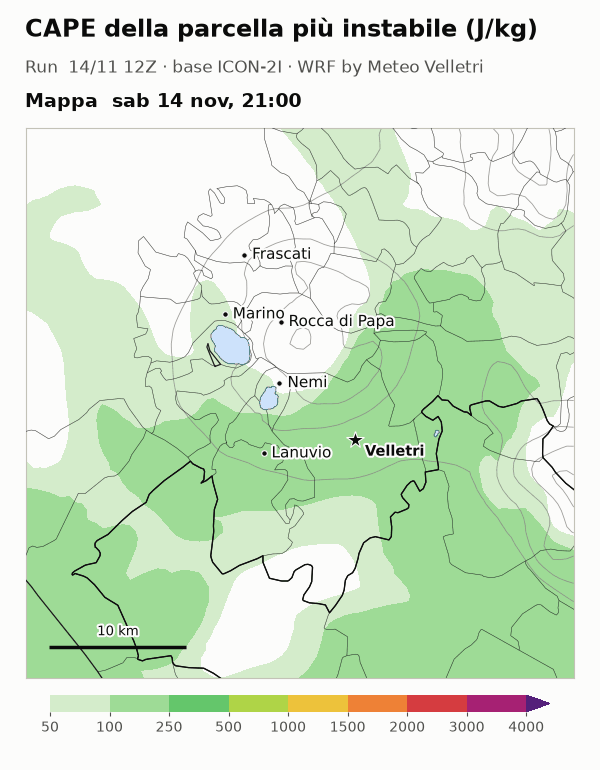 CAPE della parcella più instabile (J/kg)
Run  14/11 12Z · base ICON-2I · WRF by Meteo Velletri
Mappa  sab 14 nov, 21:00
Frascati
Marino
Rocca di Papa
Nemi
Velletri
Lanuvio
10 km
50 100 250 500 1000 1500 2000 3000 4000